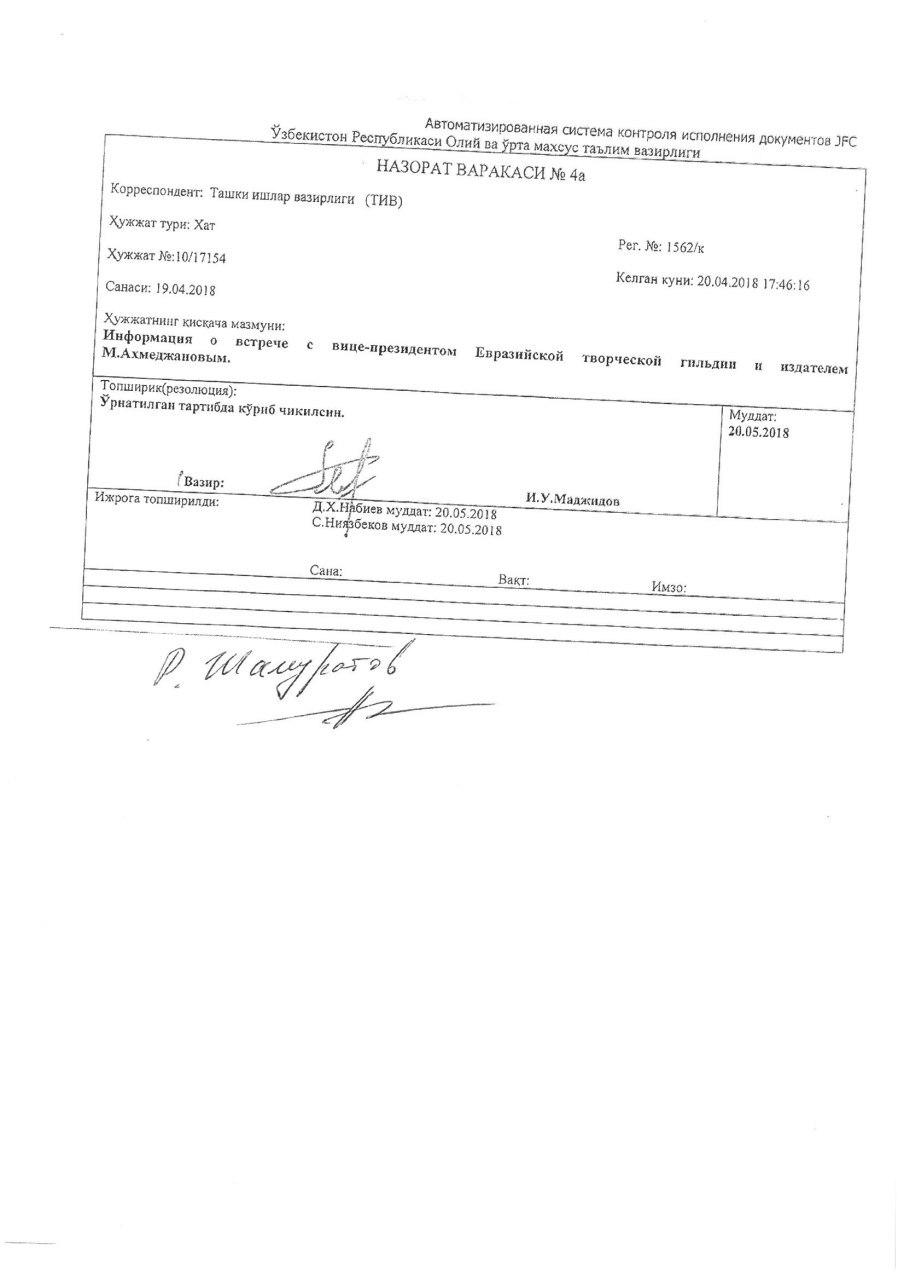 Автоматизированная система контроля исполнения документов JFC
Ўзбекистон Республикаси Олий ва ўрта махсус таълим вазирлиги
НАЗОРАТ ВАРАКАСИ № 4а
Корреспондент: Ташки ишлар вазирлиги (ТИВ)
Ҳужжат тури: Хат
Рег. №: 1562/к
Ҳужжат №:10/17154
Келган куни: 20.04.2018 17:46:16
Санаси: 19.04.2018
Ҳужжатнинг қисқача мазмуни:
Информация о встрече с вице-президентом Евразийской творческой гильдии и издателем
М.Ахмеджановым.
Топширик(резолюция):
Ўрнатилган тартибда кўриб чикилсин.
Муддат:
20.05.2018
Вазир:
И.У.Маджидов
Ижрога топширилди:
Д.Х.Набиев муддат: 20.05.2018
С.Ниязбеков муддат: 20.05.2018
Сана:
Вақт:
Имзо:
Р. Шамуратов